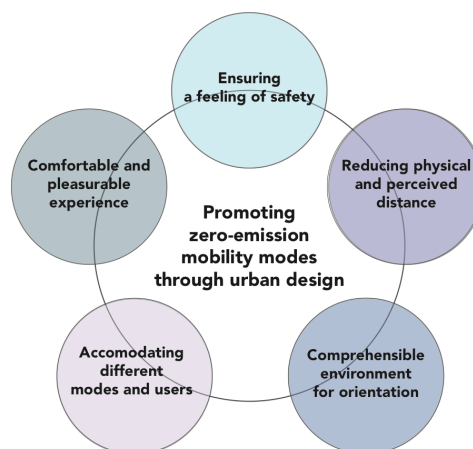 Ensuring
a feeling of safety
Comfortable and
pleasurable
experience
Reducing physical
and perceived
distance
Promoting
zero-emission
mobility modes
through urban design
Accomodating
different
modes and users
Comprehensible
environment
for orientation